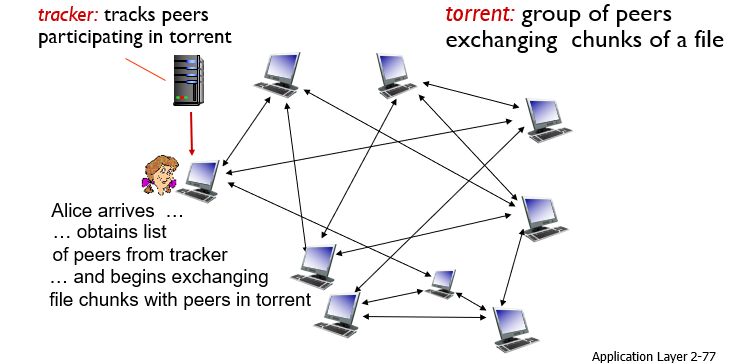 tracker: tracks peers
participating in torrent
torrent: group of peers
exchanging chunks of a file
Alice arrives …
… obtains list
of peers from tracker
… and begins exchanging
file chunks with peers in torrent
Application Layer 2-77